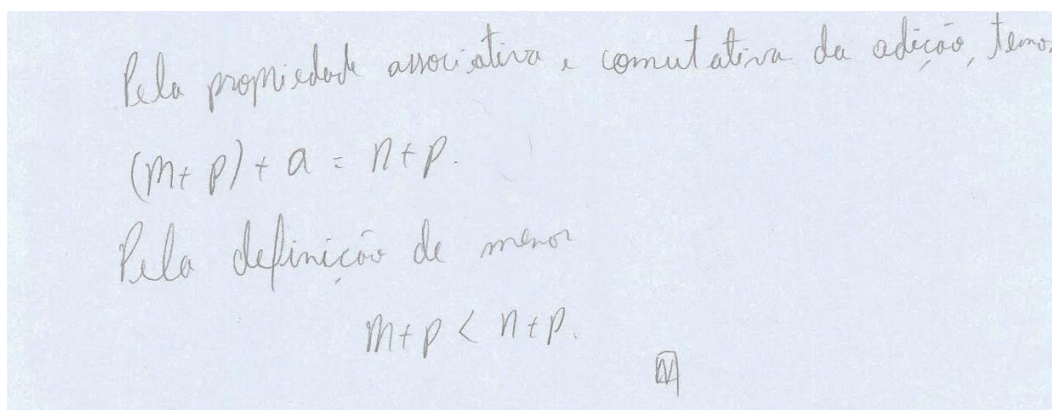 Pela propriedade associativa e comutativa da adição, temos
(m+p)+a = n+p.
Pela definição de menor
m+p < n+p.